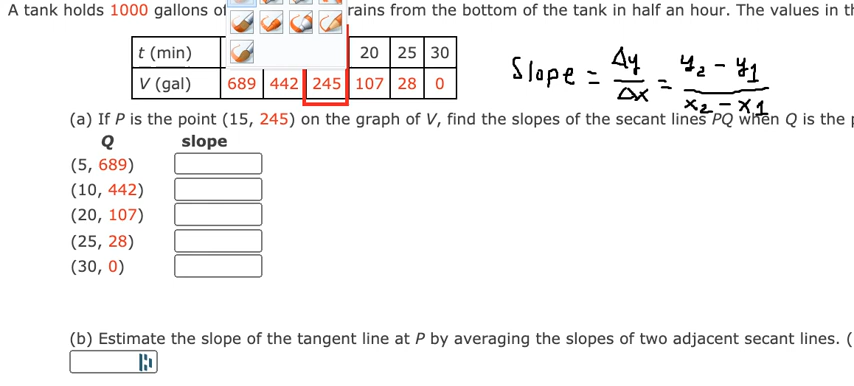 A tank holds 1000 gallons of rains from the bottom of the tank in half an hour. The values in th
t (min) 20 25 30
V (gal) 689 442 245 107 28 0
Slope = Δy/Δx = y2 - y1/x2 - x1
(a) If P is the point (15, 245) on the graph of V, find the slopes of the secant lines PQ when Q is the
Q slope
(5, 689)
(10, 442)
(20, 107)
(25, 28)
(30, 0)
(b) Estimate the slope of the tangent line at P by averaging the slopes of two adjacent secant lines. (